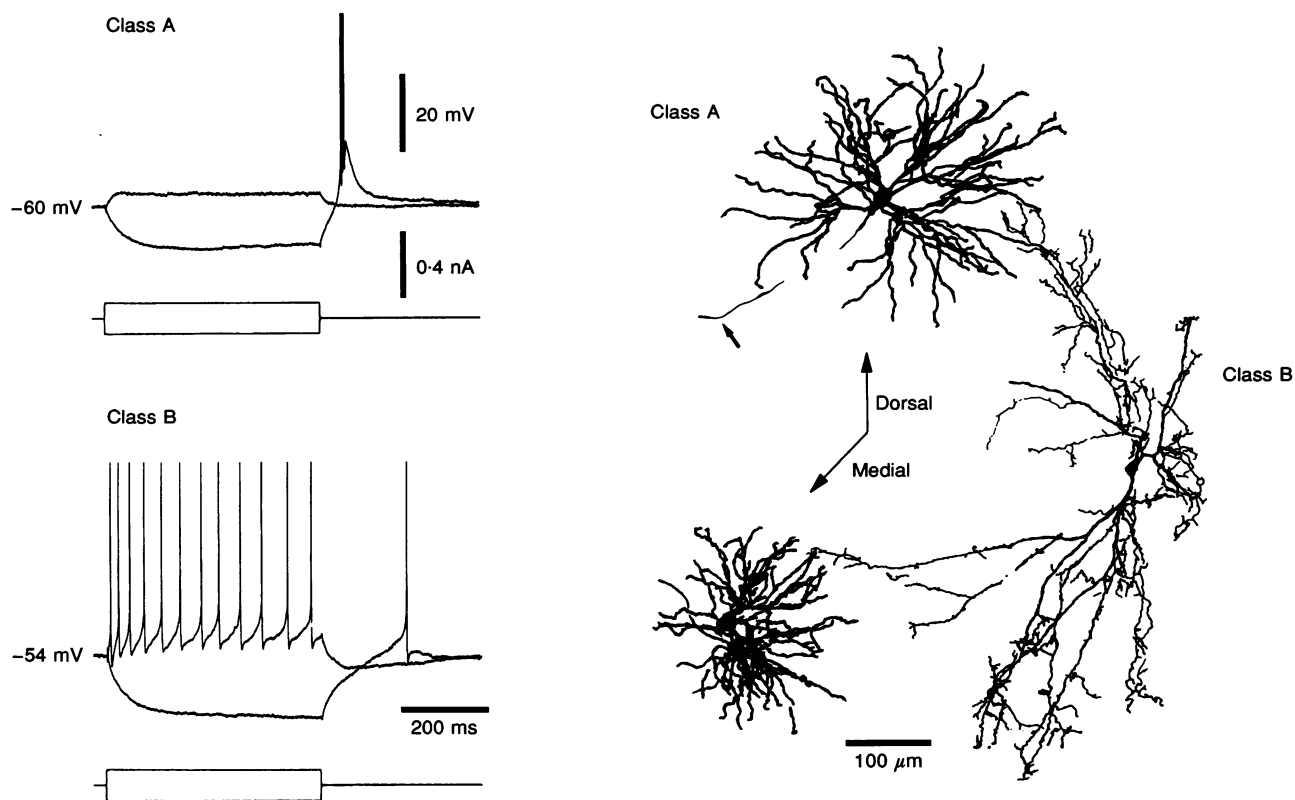 Class A
20 mV
−60 mV
0·4 nA
Class B
−54 mV
200 ms
Class A
Class B
Dorsal
Medial
100 μm